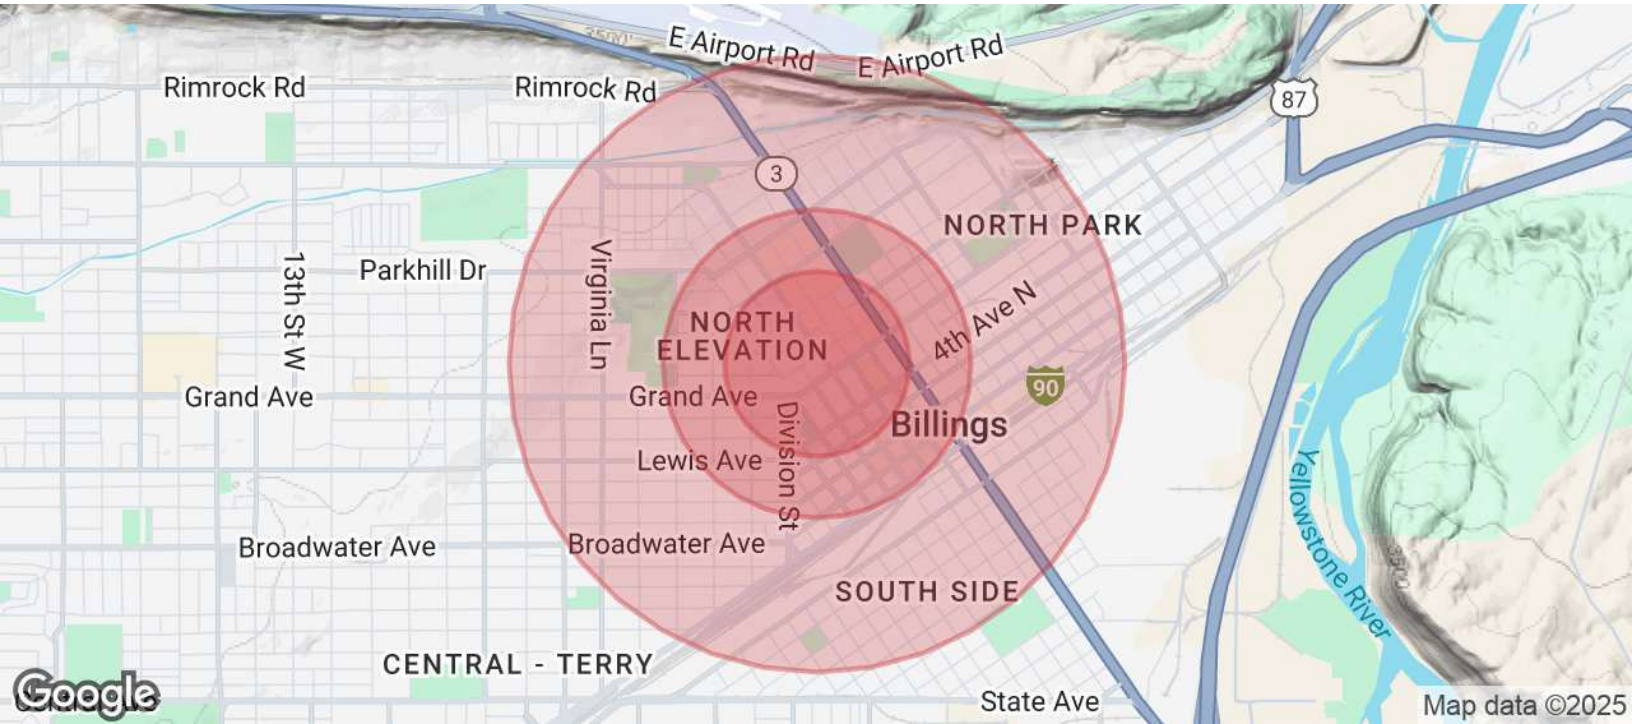 E Airport Rd
E Airport Rd
Rimrock Rd
Rimrock Rd
87
3
NORTH PARK
13th St W
Parkhill Dr
Virginia Ln
NORTH
ELEVATION
4th Ave N
90
Grand Ave
Grand Ave
Division St
Billings
Lewis Ave
Yellowstone River
Broadwater Ave
Broadwater Ave
3500
SOUTH SIDE
CENTRAL - TERRY
State Ave
Google
Map data ©2025